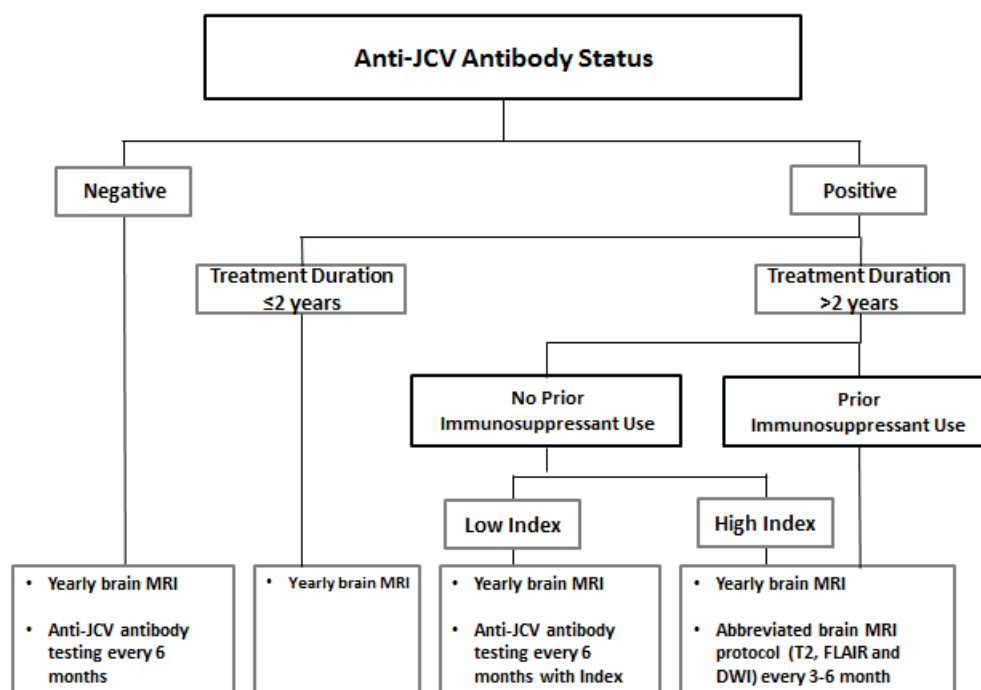 Anti-JCV Antibody Status
Negative
Positive
Treatment Duration
≤2 years
Treatment Duration
>2 years
No Prior
Immunosuppressant Use
Prior
Immunosuppressant Use
Low Index
High Index
• Yearly brain MRI
• Anti-JCV antibody
testing every 6
months
• Yearly brain MRI
• Yearly brain MRI
• Anti-JCV antibody
testing every 6
months with Index
• Yearly brain MRI
• Abbreviated brain MRI
protocol (T2, FLAIR and
DWI) every 3-6 month